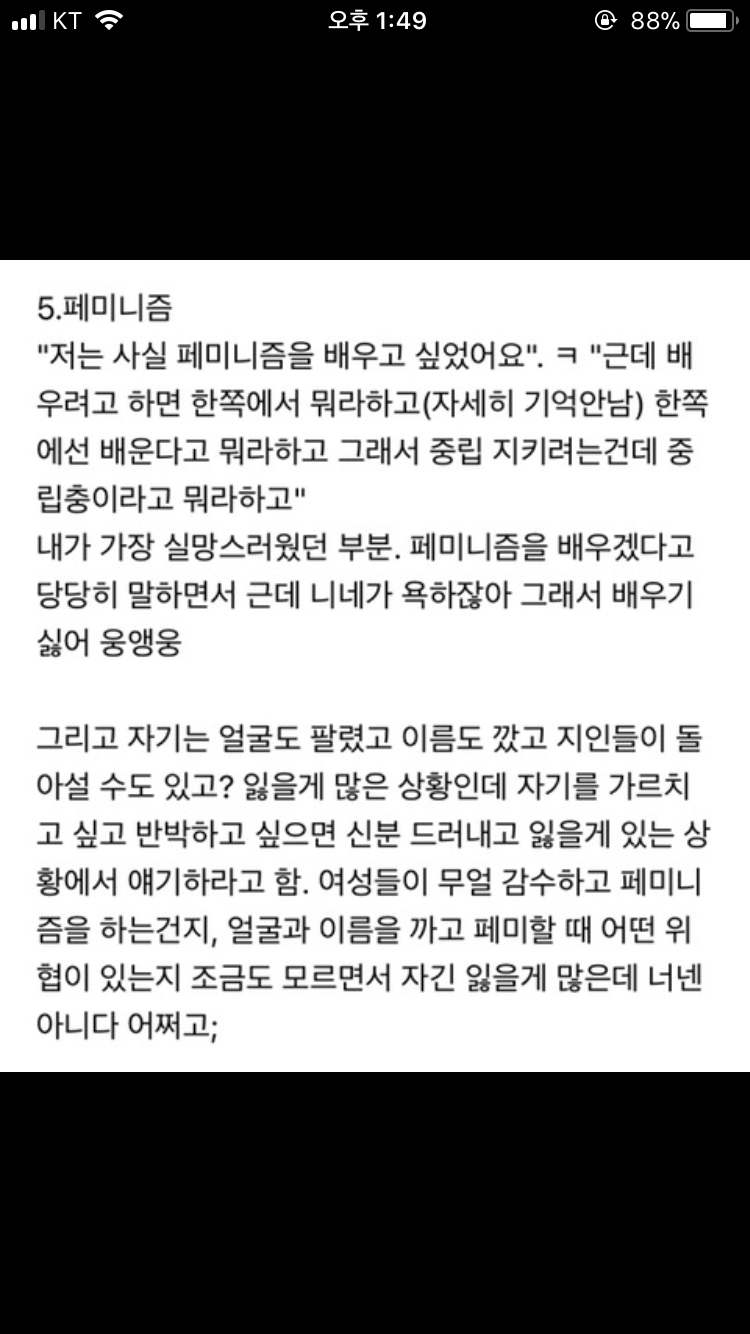 KT 오후 1:49 88%
5.페미니즘
"저는 사실 페미니즘을 배우고 싶었어요". ㅋ "근데 배
우려고 하면 한쪽에서 뭐라하고(자세히 기억안남) 한쪽
에선 배운다고 뭐라하고 그래서 중립 지키려는건데 중
립충이라고 뭐라하고"
내가 가장 실망스러웠던 부분. 페미니즘을 배우겠다고
당당히 말하면서 근데 니네가 욕하잖아 그래서 배우기
싫어 웅앵웅
그리고 자기는 얼굴도 팔렸고 이름도 깠고 지인들이 돌
아설 수도 있고? 잃을게 많은 상황인데 자기를 가르치
고 싶고 반박하고 싶으면 신분 드러내고 잃을게 있는 상
황에서 얘기하라고 함. 여성들이 무얼 감수하고 페미니
즘을 하는건지, 얼굴과 이름을 까고 페미할 때 어떤 위
협이 있는지 조금도 모르면서 자긴 잃을게 많은데 너넨
아니다 어쩌고;